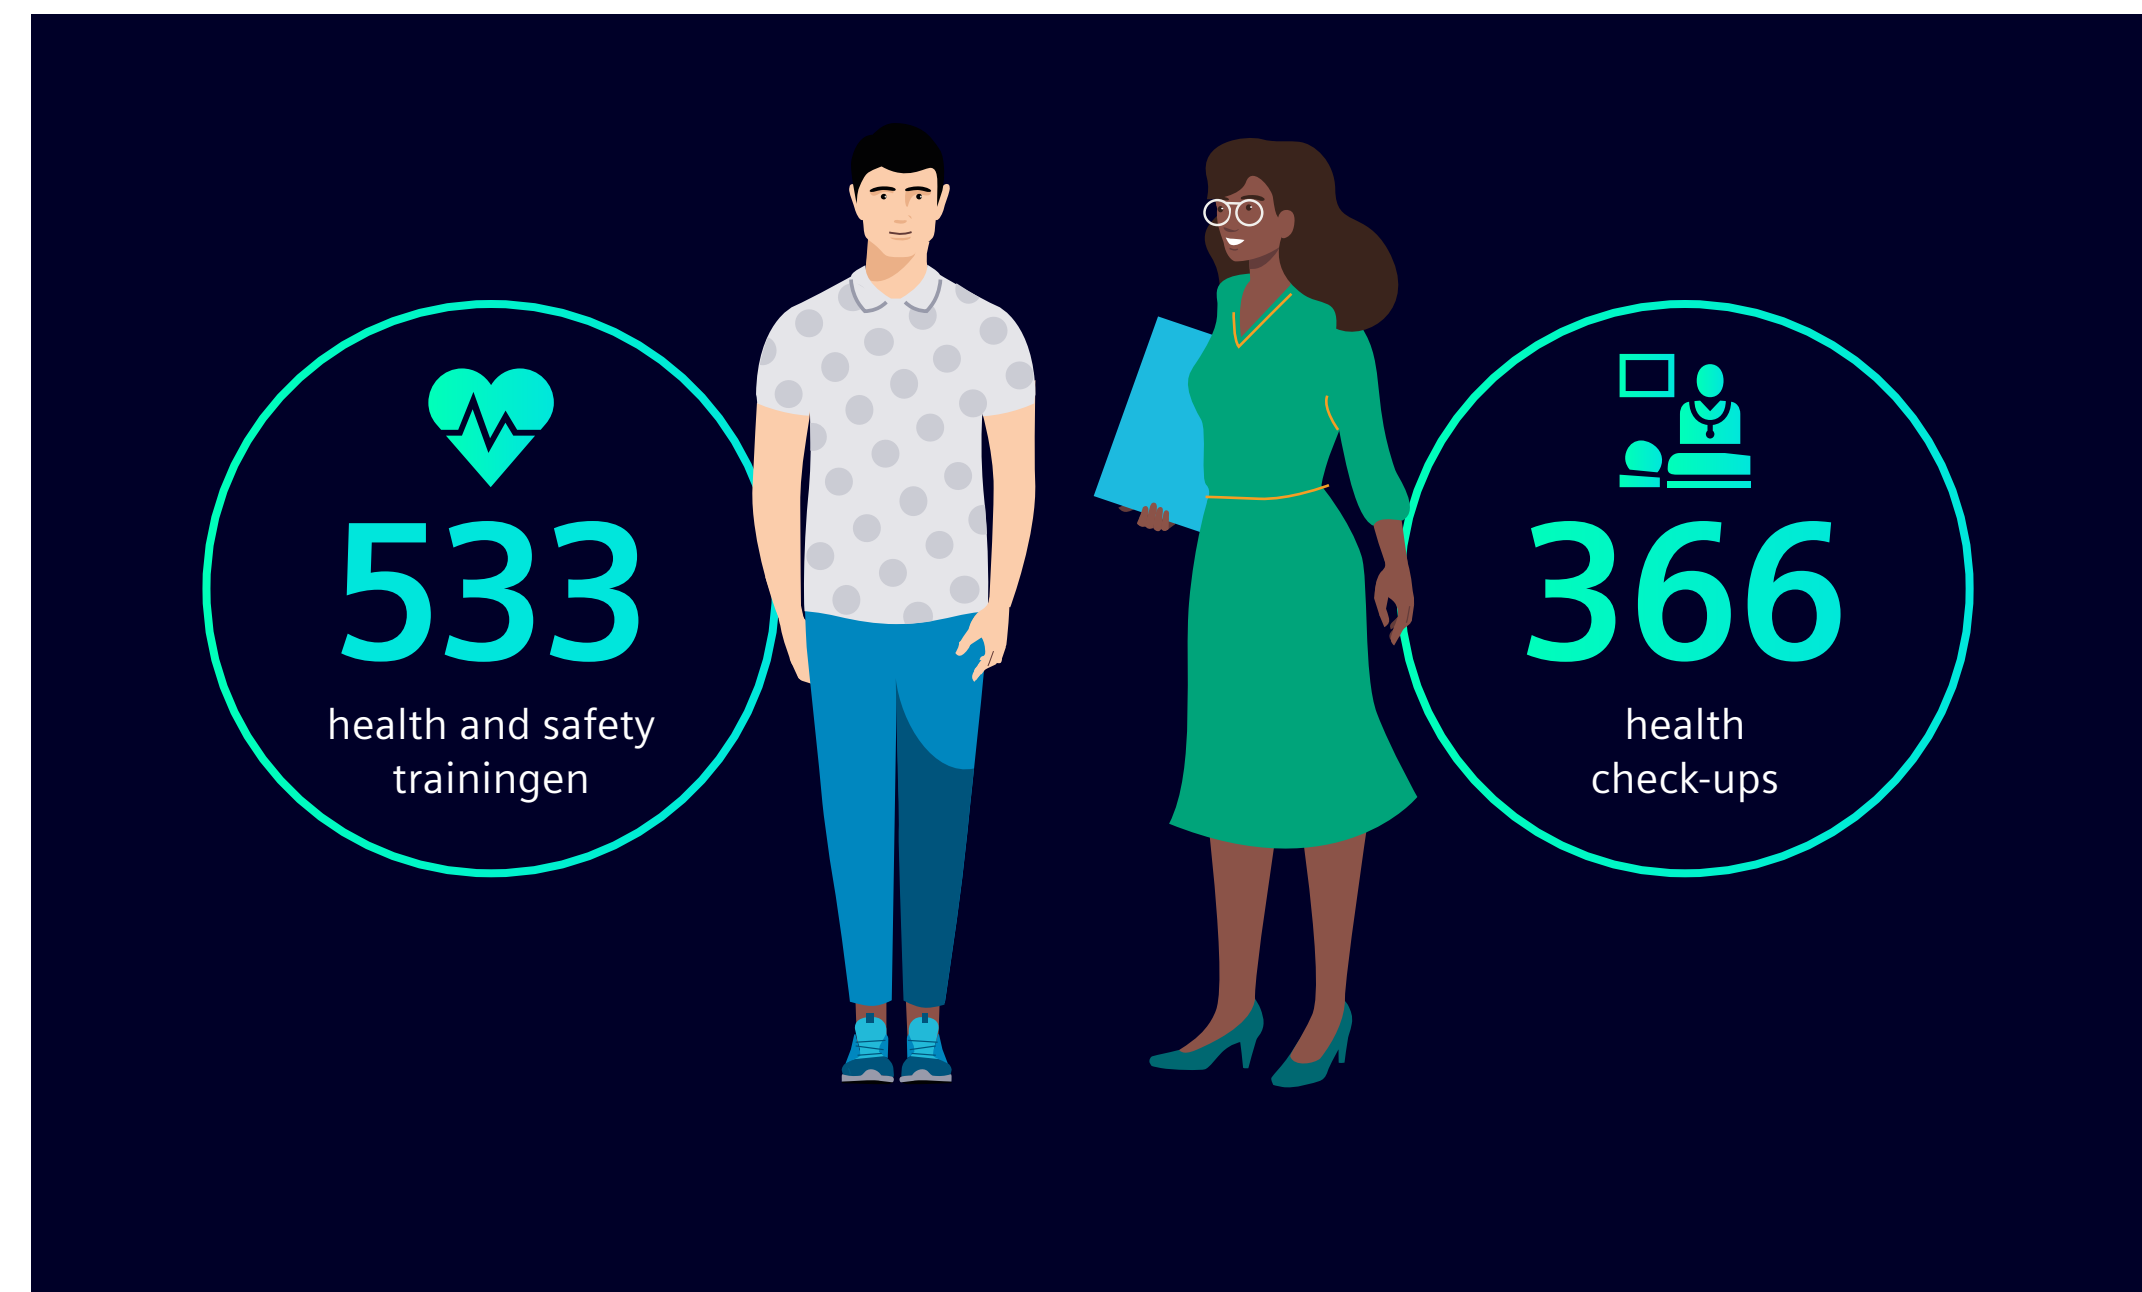 533
health and safety
trainingen
366
health
check-ups